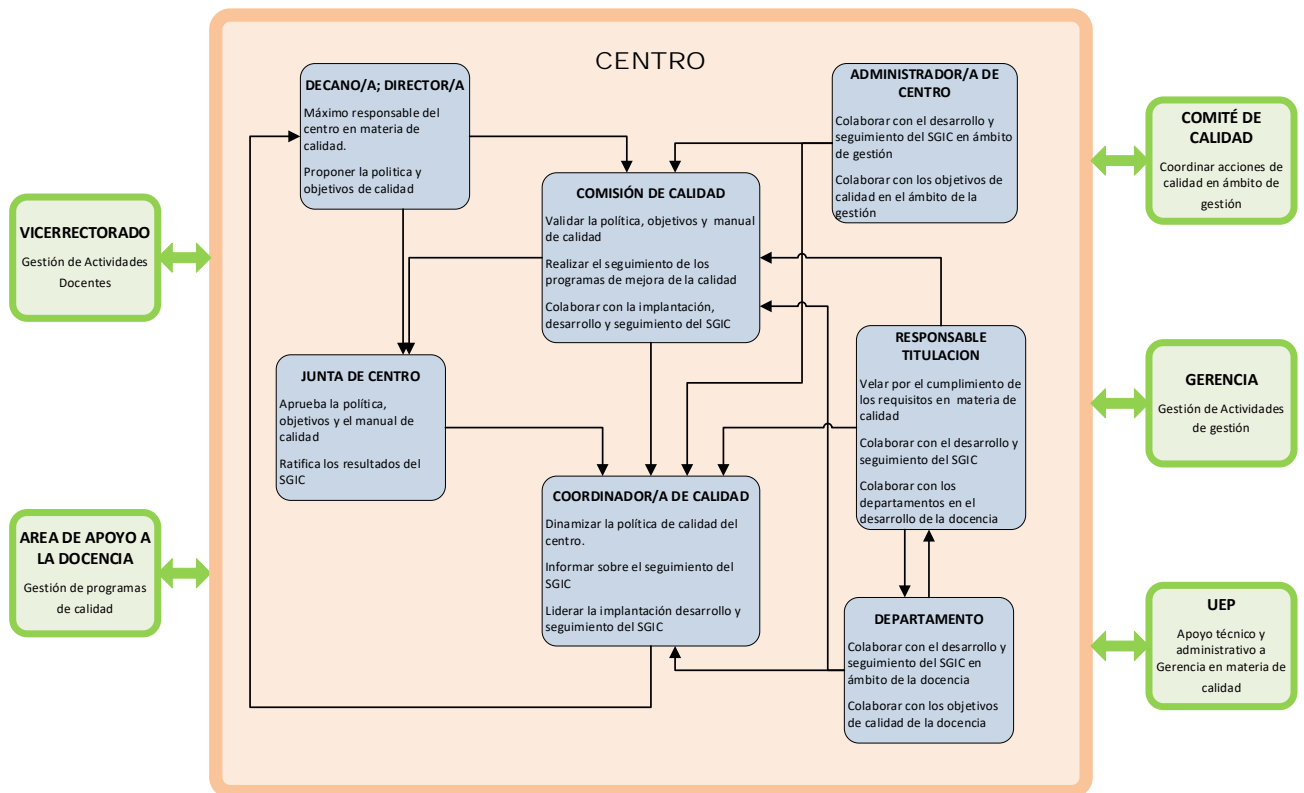 CENTRO
DECANO/A; DIRECTOR/A
Máximo responsable del
centro en materia de
calidad.
Proponer la politica y
objetivos de calidad
ADMINISTRADOR/A DE
CENTRO
Colaborar con el desarrollo y
seguimiento del SGIC en ámbito
de gestión
Colaborar con los objetivos de
calidad en el ámbito de la
gestión
COMITÉ DE
CALIDAD
Coordinar acciones de
calidad en ámbito de
gestión
VICERRECTORADO
Gestión de Actividades
Docentes
COMISIÓN DE CALIDAD
Validar la política, objetivos y manual
de calidad
Realizar el seguimiento de los
programas de mejora de la calidad
Colaborar con la implantación,
desarrollo y seguimiento del SGIC
JUNTA DE CENTRO
Aprueba la política,
objetivos y el manual de
calidad
Ratifica los resultados del
SGIC
RESPONSABLE
TITULACION
Velar por el cumplimiento de
los requisitos en materia de
calidad
Colaborar con el desarrollo y
seguimiento del SGIC
Colaborar con los
departamentos en el
desarrollo de la docencia
GERENCIA
Gestión de Actividades
de gestión
AREA DE APOYO A
LA DOCENCIA
Gestión de programas
de calidad
COORDINADOR/A DE CALIDAD
Dinamizar la política de calidad del
centro.
Informar sobre el seguimiento del
SGIC
Liderar la implantación desarrollo y
seguimiento del SGIC
DEPARTAMENTO
Colaborar con el desarrollo y
seguimiento del SGIC en
ámbito de la docencia
Colaborar con los objetivos
de calidad de la docencia
UEP
Apoyo técnico y
administrativo a
Gerencia en materia de
calidad